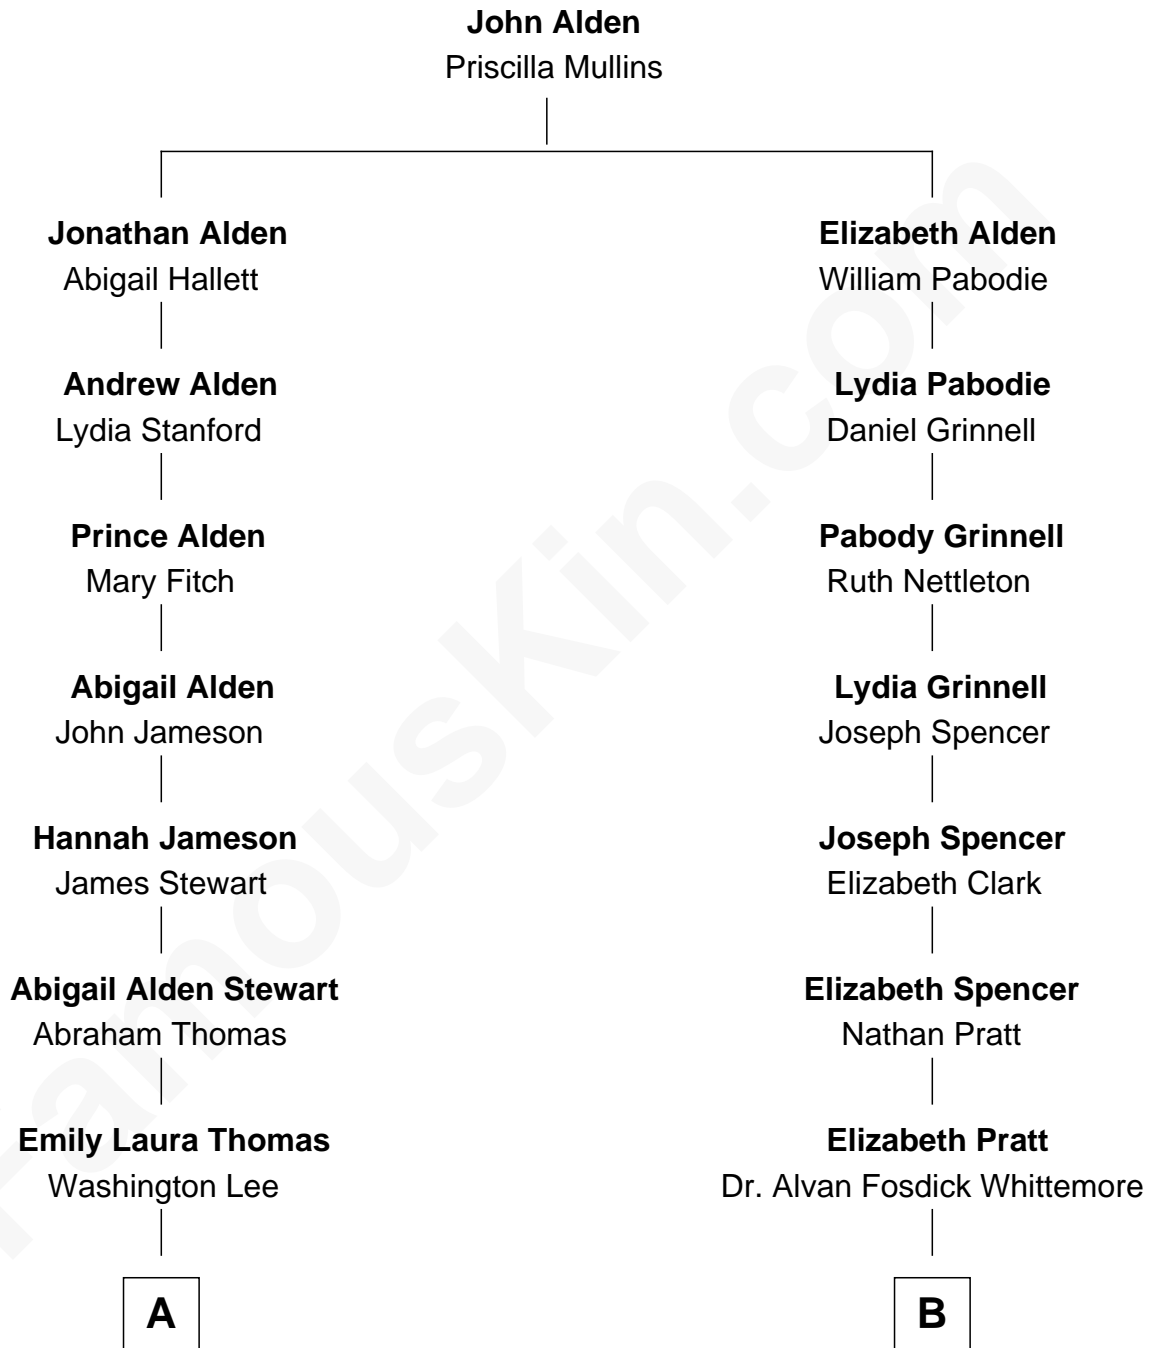 John Alden
Priscilla Mullins
Jonathan Alden
Abigail Hallett
Elizabeth Alden
William Pabodie
Andrew Alden
Lydia Stanford
Lydia Pabodie
Daniel Grinnell
Prince Alden
Mary Fitch
Pabody Grinnell
Ruth Nettleton
Abigail Alden
John Jameson
Lydia Grinnell
Joseph Spencer
Hannah Jameson
James Stewart
Joseph Spencer
Elizabeth Clark
Abigail Alden Stewart
Abraham Thomas
Elizabeth Spencer
Nathan Pratt
Emily Laura Thomas
Washington Lee
Elizabeth Pratt
Dr. Alvan Fosdick Whittemore
A
B
FamousKin.com